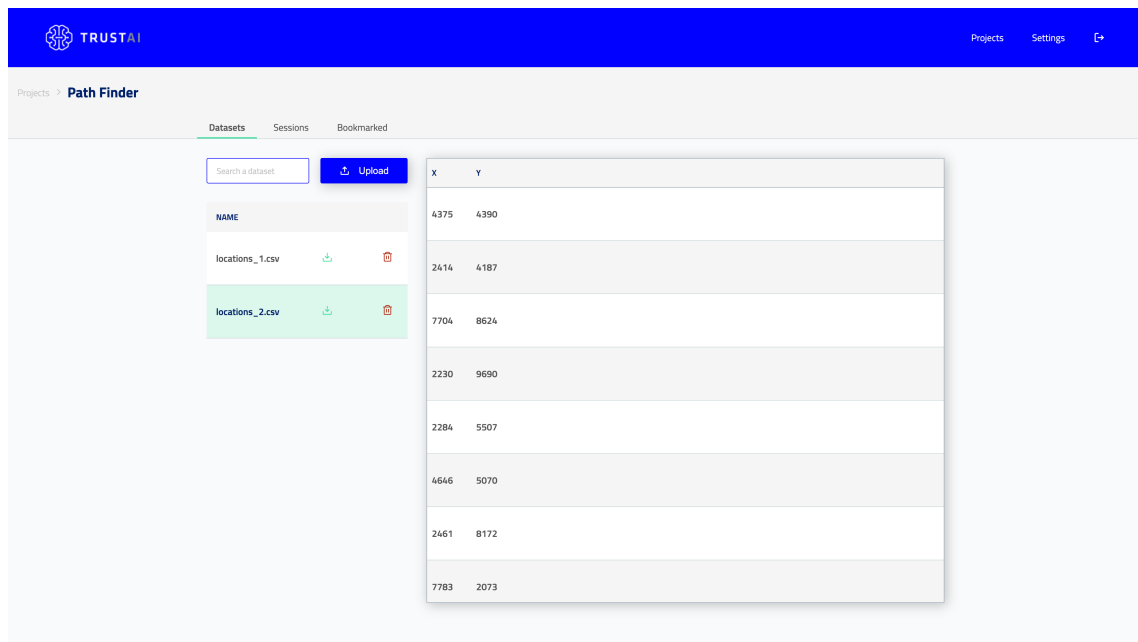 TRUSTAI
Projects Settings
Projects > Path Finder
Datasets Sessions Bookmarked
Search a dataset Upload
NAME
locations_1.csv
locations_2.csv
X Y
4375 4390
2414 4187
7704 8624
2230 9690
2284 5507
4646 5070
2461 8172
7783 2073